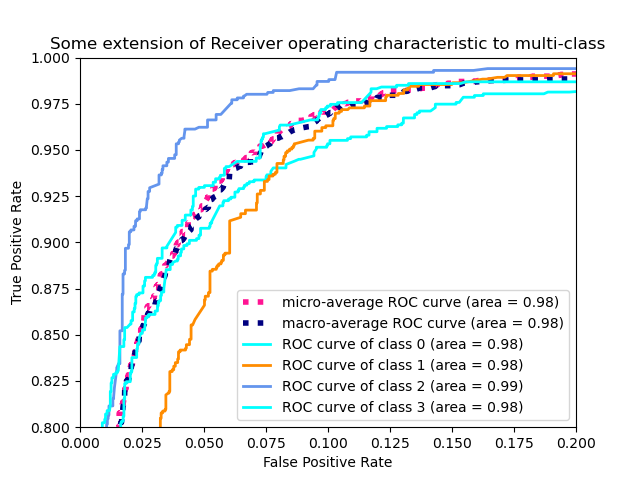 Some extension of Receiver operating characteristic to multi-class
1.000
0.975
0.950
0.925
0.900
0.875
0.850
0.825
0.800
True Positive Rate
micro-average ROC curve (area = 0.98)
macro-average ROC curve (area = 0.98)
ROC curve of class 0 (area = 0.98)
ROC curve of class 1 (area = 0.98)
ROC curve of class 2 (area = 0.99)
ROC curve of class 3 (area = 0.98)
0.000 0.025 0.050 0.075 0.100 0.125 0.150 0.175 0.200
False Positive Rate